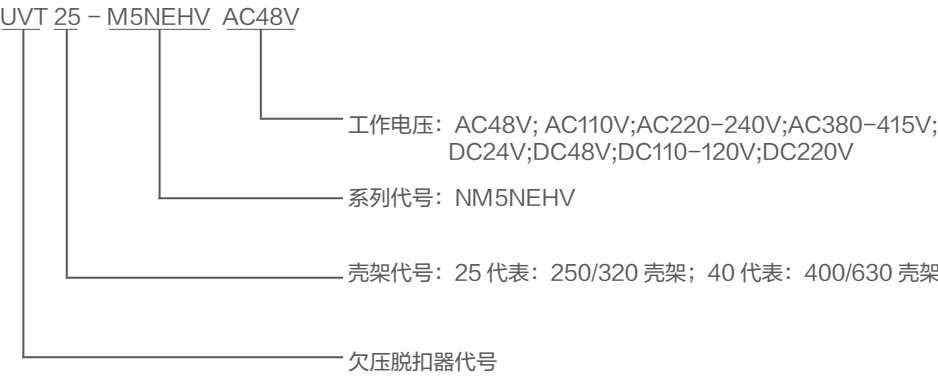 UVT 25 - M5NEHV AC48V
工作电压：AC48V; AC110V;AC220-240V;AC380-415V;
DC24V;DC48V;DC110-120V;DC220V
系列代号：NM5NEHV
壳架代号：25 代表：250/320 壳架；40 代表：400/630 壳架
欠压脱扣器代号